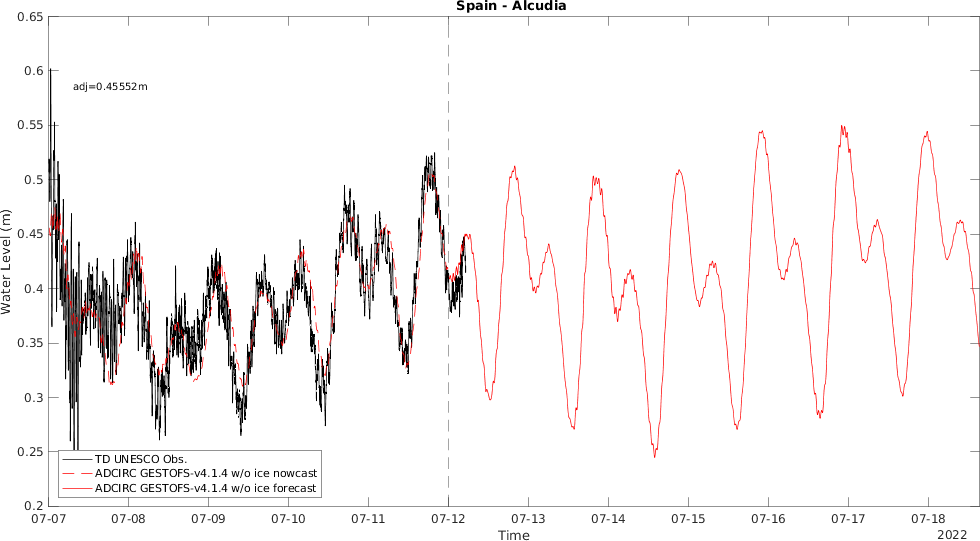 Spain - Alcudia
0.65
0.6
0.55
0.5
0.45
0.4
0.35
0.3
0.25
0.2
Water Level (m)
adj=0.45552m
TD UNESCO Obs.
ADCIRC GESTOFS-v4.1.4 w/o ice nowcast
ADCIRC GESTOFS-v4.1.4 w/o ice forecast
07-07 07-08 07-09 07-10 07-11 07-12 07-13 07-14 07-15 07-16 07-17 07-18
Time
2022